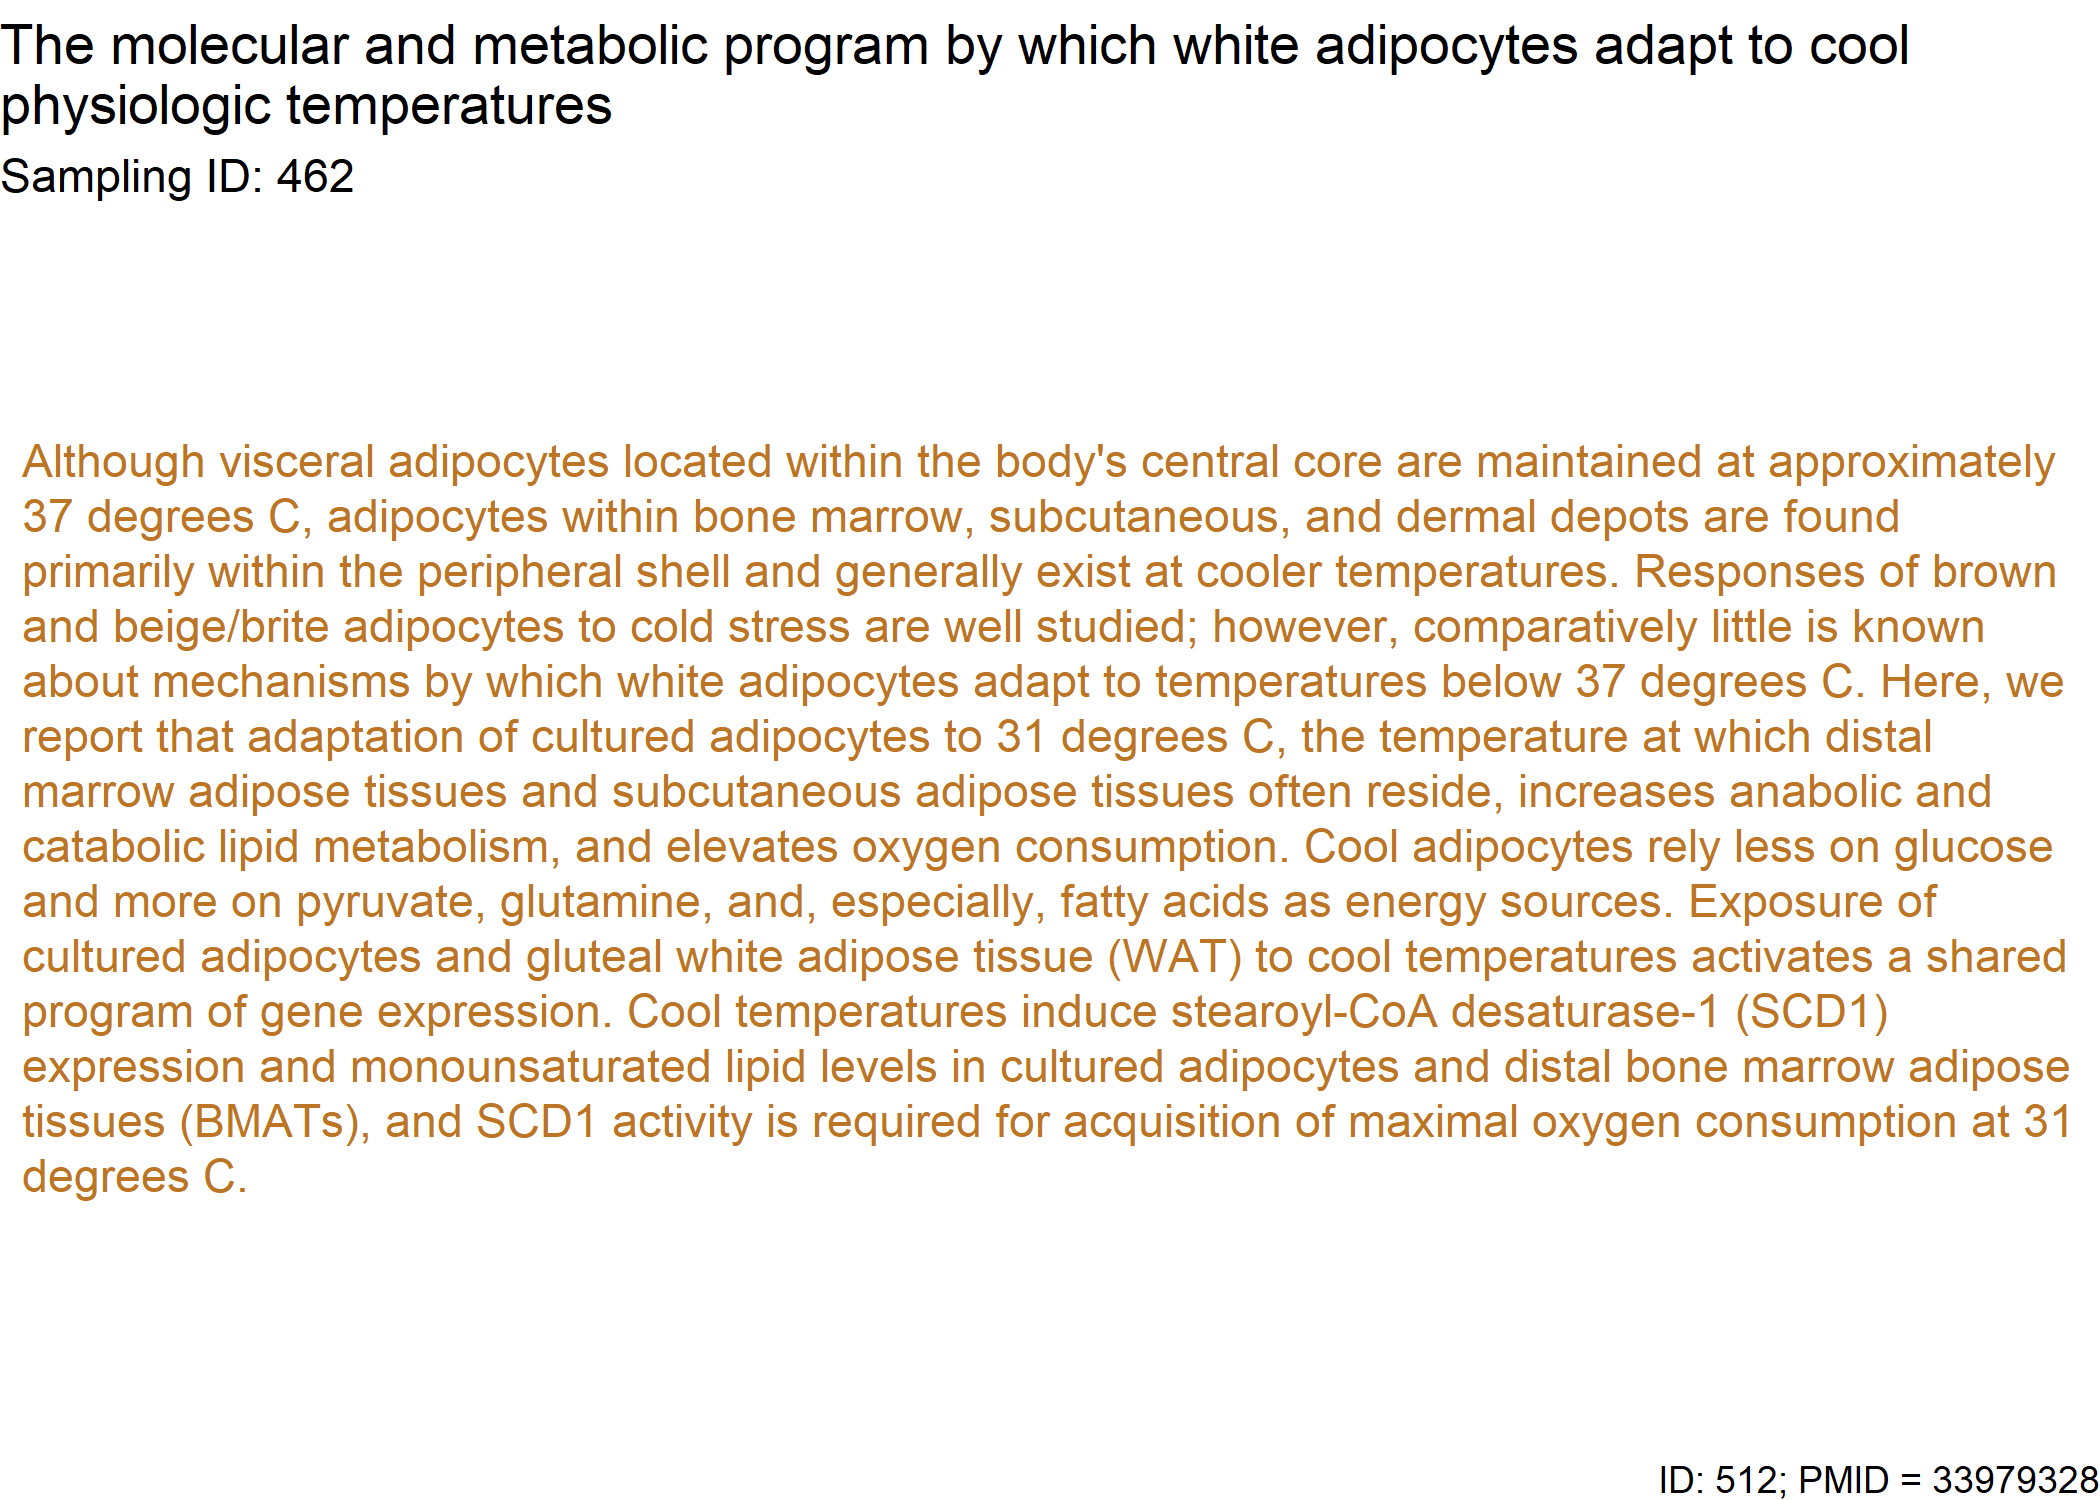 The molecular and metabolic program by which white adipocytes adapt to cool
physiologic temperatures
Sampling ID: 462
Although visceral adipocytes located within the body's central core are maintained at approximately
37 degrees C, adipocytes within bone marrow, subcutaneous, and dermal depots are found
primarily within the peripheral shell and generally exist at cooler temperatures. Responses of brown
and beige/brite adipocytes to cold stress are well studied; however, comparatively little is known
about mechanisms by which white adipocytes adapt to temperatures below 37 degrees C. Here, we
report that adaptation of cultured adipocytes to 31 degrees C, the temperature at which distal
marrow adipose tissues and subcutaneous adipose tissues often reside, increases anabolic and
catabolic lipid metabolism, and elevates oxygen consumption. Cool adipocytes rely less on glucose
and more on pyruvate, glutamine, and, especially, fatty acids as energy sources. Exposure of
cultured adipocytes and gluteal white adipose tissue (WAT) to cool temperatures activates a shared
program of gene expression. Cool temperatures induce stearoyl-CoA desaturase-1 (SCD1)
expression and monounsaturated lipid levels in cultured adipocytes and distal bone marrow adipose
tissues (BMATs), and SCD1 activity is required for acquisition of maximal oxygen consumption at 31
degrees C.
ID: 512; PMID = 33979328